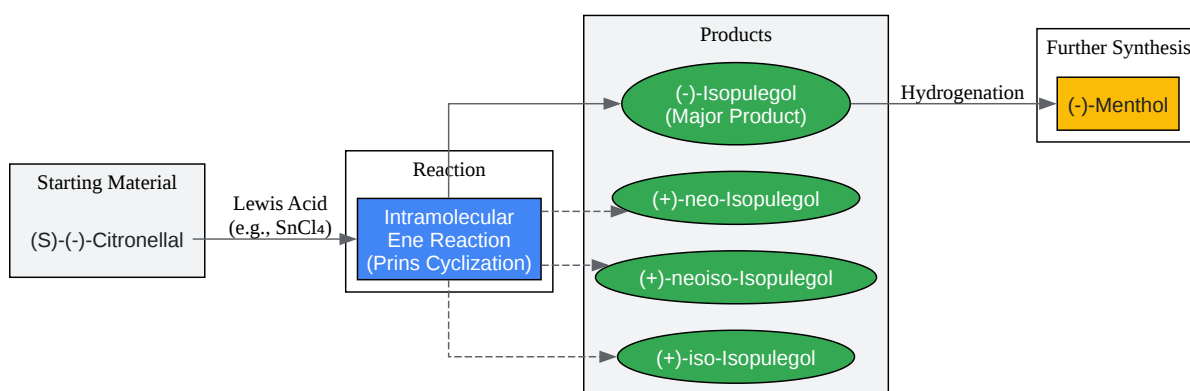 Starting Material
(S)-(-)-Citronellal
Lewis Acid
(e.g., SnCl₄)
Reaction
Intramolecular
Ene Reaction
(Prins Cyclization)
Products
(-)-Isopulegol
(Major Product)
(+)-neo-Isopulegol
(+)-neoiso-Isopulegol
(+)-iso-Isopulegol
Hydrogenation
Further Synthesis
(-)-Menthol